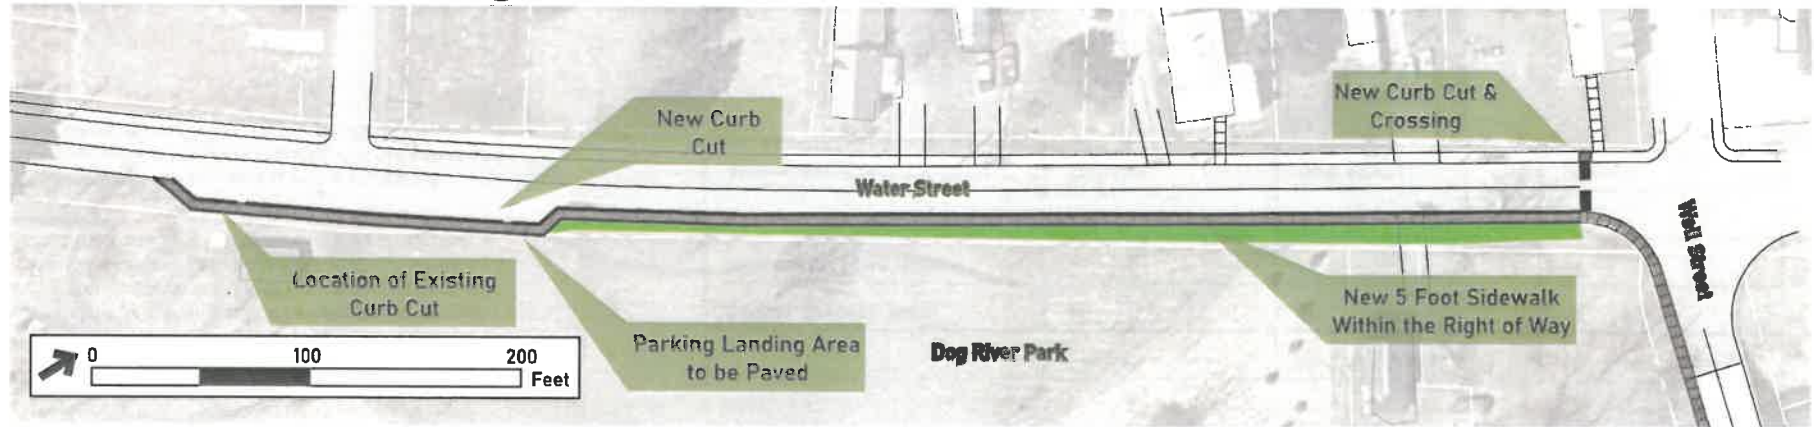 New Curb
Cut
New Curb Cut &
Crossing
Water Street
Wall Street
Location of Existing
Curb Cut
New 5 Foot Sidewalk
Within the Right of Way
Parking Landing Area
to be Paved
Dog River Park
0 100 200
Feet